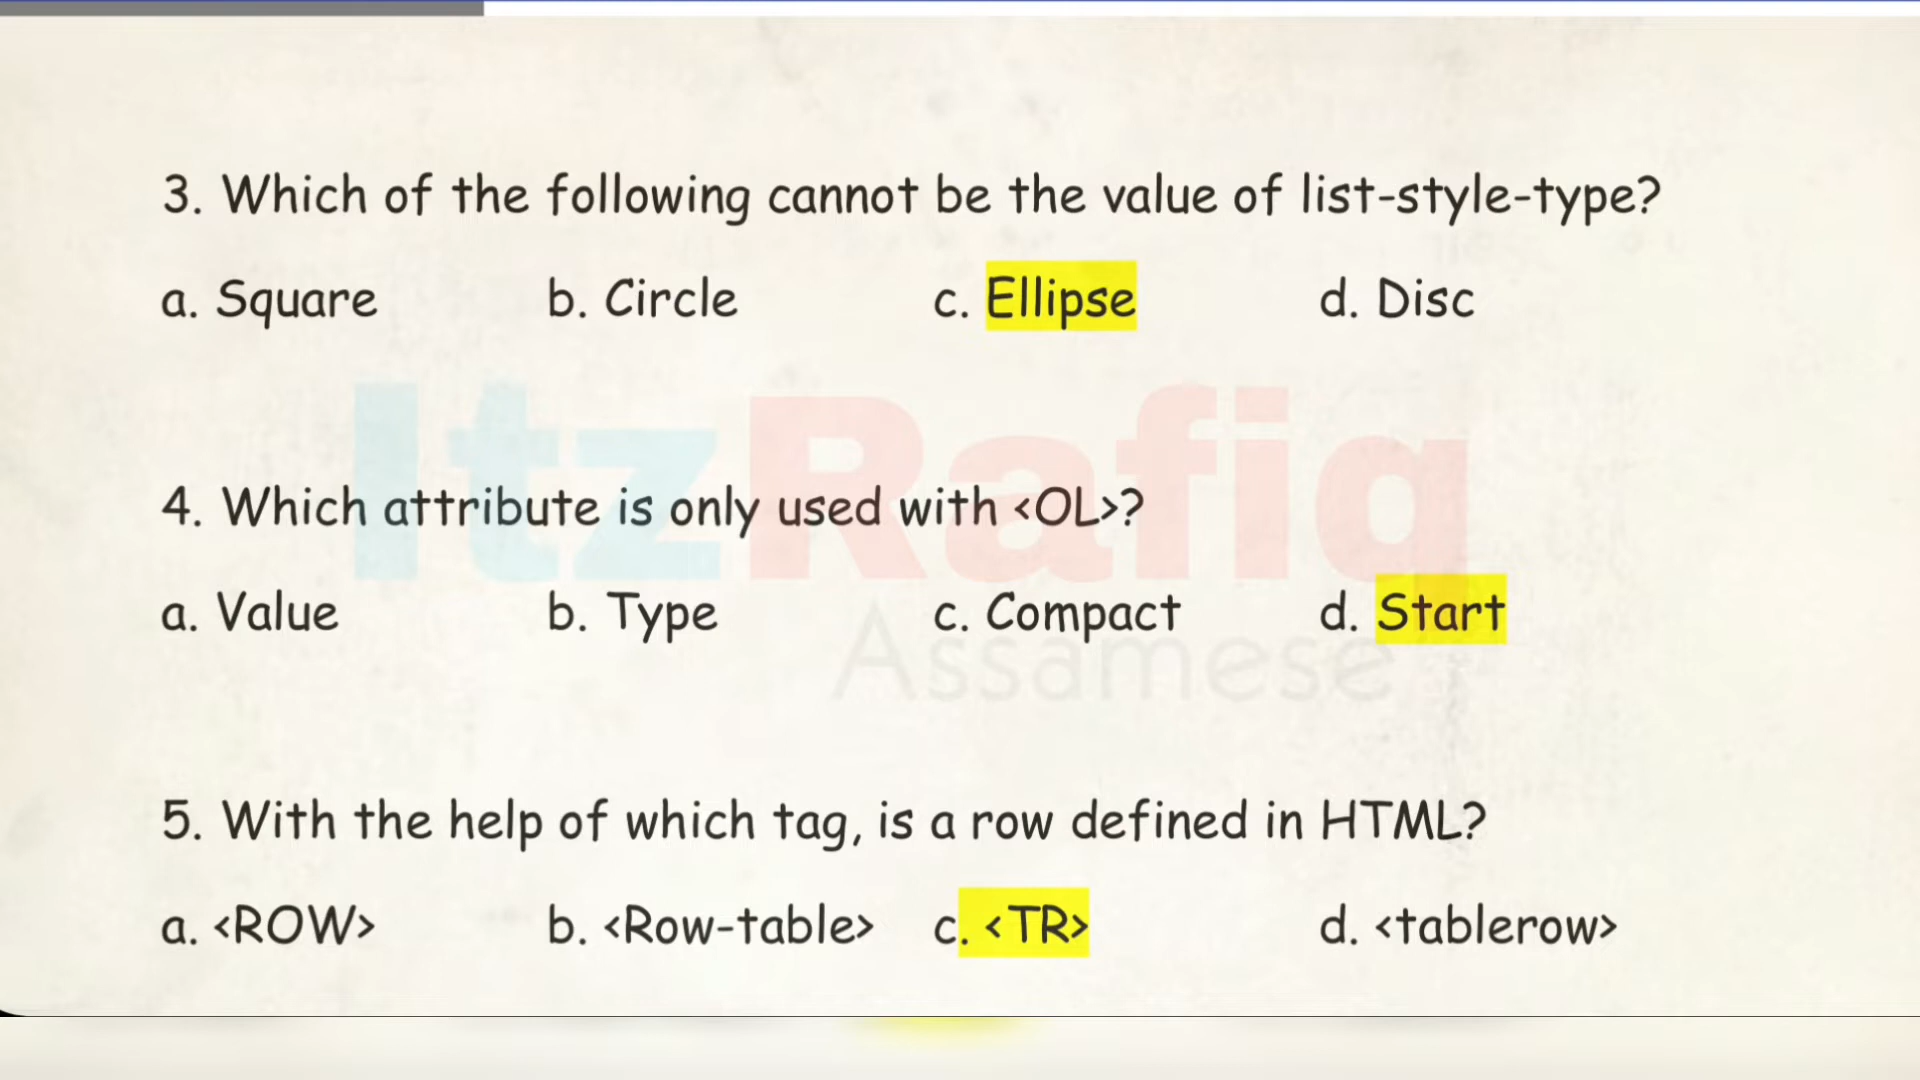 3. Which of the following cannot be the value of list-style-type?
a. Square b. Circle c. Ellipse d. Disc
ItzRafiq
4. Which attribute is only used with <OL>?
a. Value b. Type c. Compact d. Start
Assamese
5. With the help of which tag, is a row defined in HTML?
a. <ROW> b. <Row-table> c. <TR> d. <tablerow>